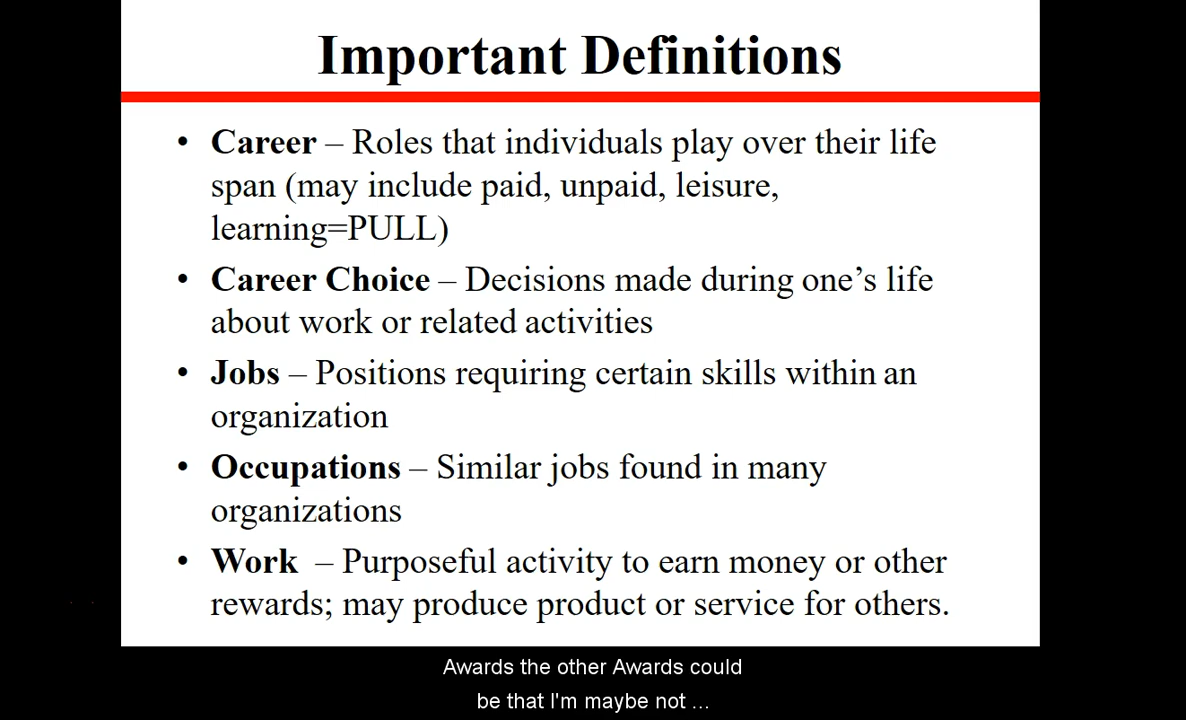 Important Definitions
• Career – Roles that individuals play over their life
span (may include paid, unpaid, leisure,
learning=PULL)
• Career Choice – Decisions made during one’s life
about work or related activities
• Jobs – Positions requiring certain skills within an
organization
• Occupations – Similar jobs found in many
organizations
• Work – Purposeful activity to earn money or other
rewards; may produce product or service for others.
Awards the other Awards could
be that I'm maybe not ...